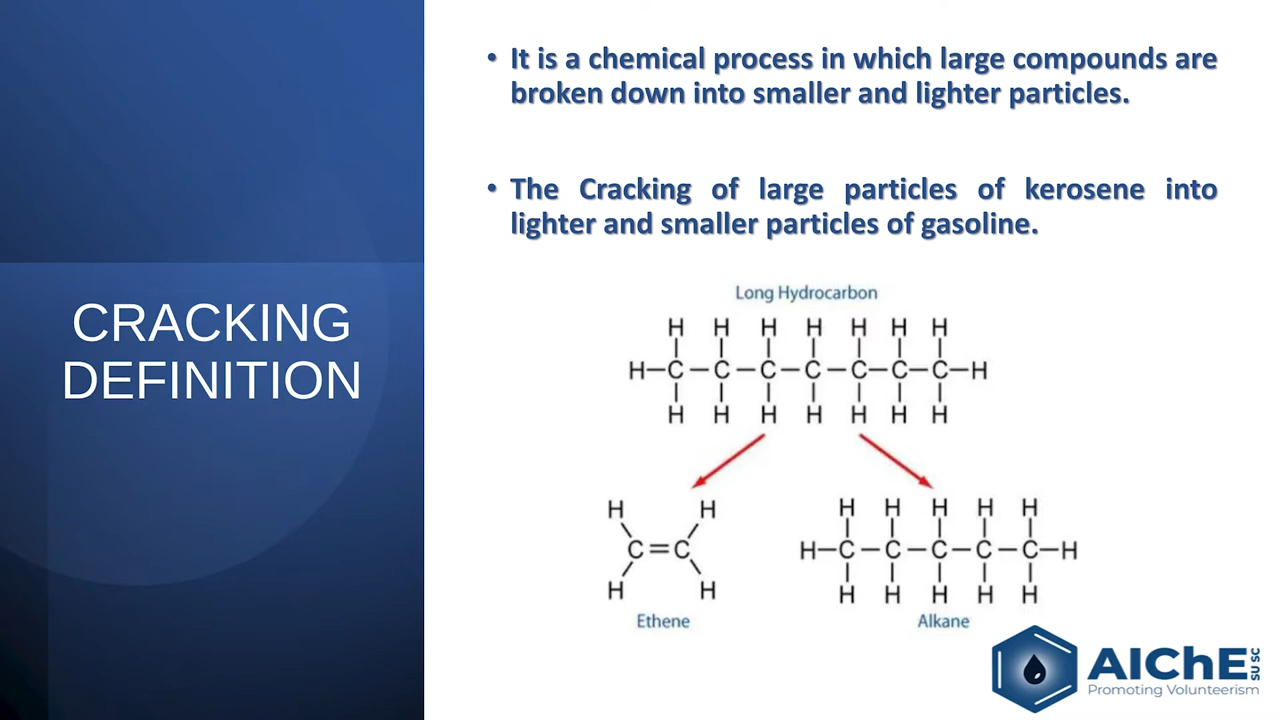 CRACKING
DEFINITION
• It is a chemical process in which large compounds are
broken down into smaller and lighter particles.
• The Cracking of large particles of kerosene into
lighter and smaller particles of gasoline.
Long Hydrocarbon
H H H H H H H
H—C—C—C—C—C—C—C—H
H H H H H H H
H H
C=C
H H
Ethene
H H H H H
H—C—C—C—C—C—H
H H H H H
Alkane
AIChE SU SC
Promoting Volunteerism